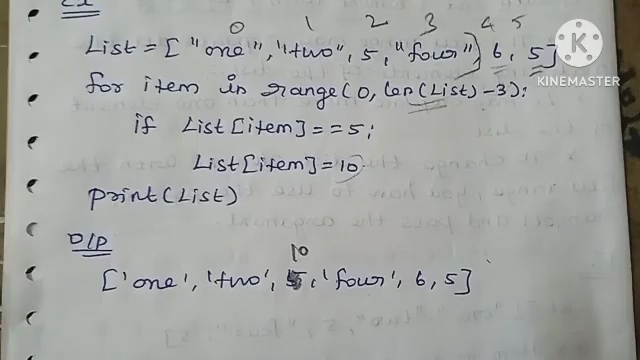 Ex
0 1 2 3 4 5
List = ["one", "two", 5, "four", 6, 5]
KINEMASTER
for item in range(0, len(List)-3):
if List[item]==5:
List[item]=10
print(List)
O/P
10
['one', 'two', 5, 'four', 6, 5]